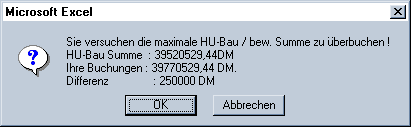 Microsoft Excel
Sie versuchen die maximale HU-Bau / bew. Summe zu überbuchen !
HU-Bau Summe : 39520529,44DM
Ihre Buchungen : 39770529,44 DM.
Differenz : 250000 DM
OK
Abbrechen